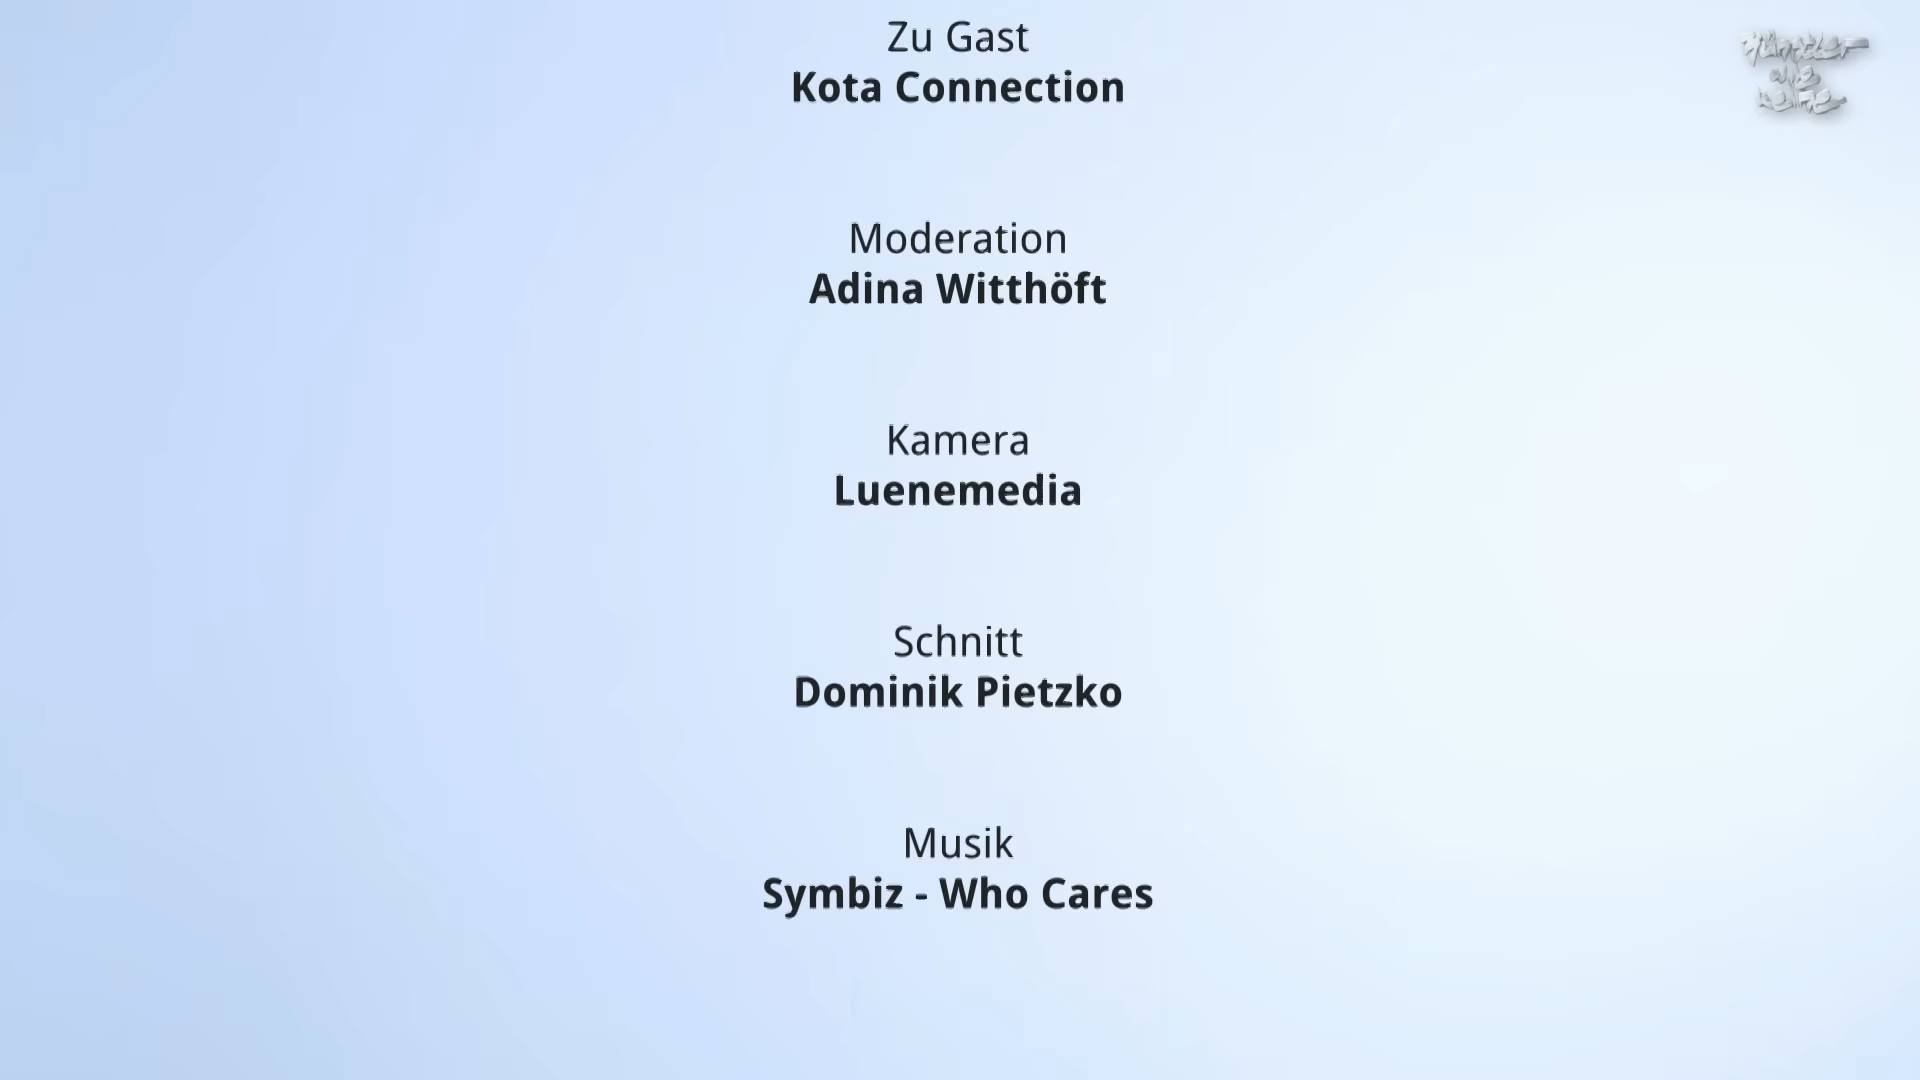 Zu Gast
Kota Connection
Moderation
Adina Witthöft
Kamera
Luenemedia
Schnitt
Dominik Pietzko
Musik
Symbiz - Who Cares